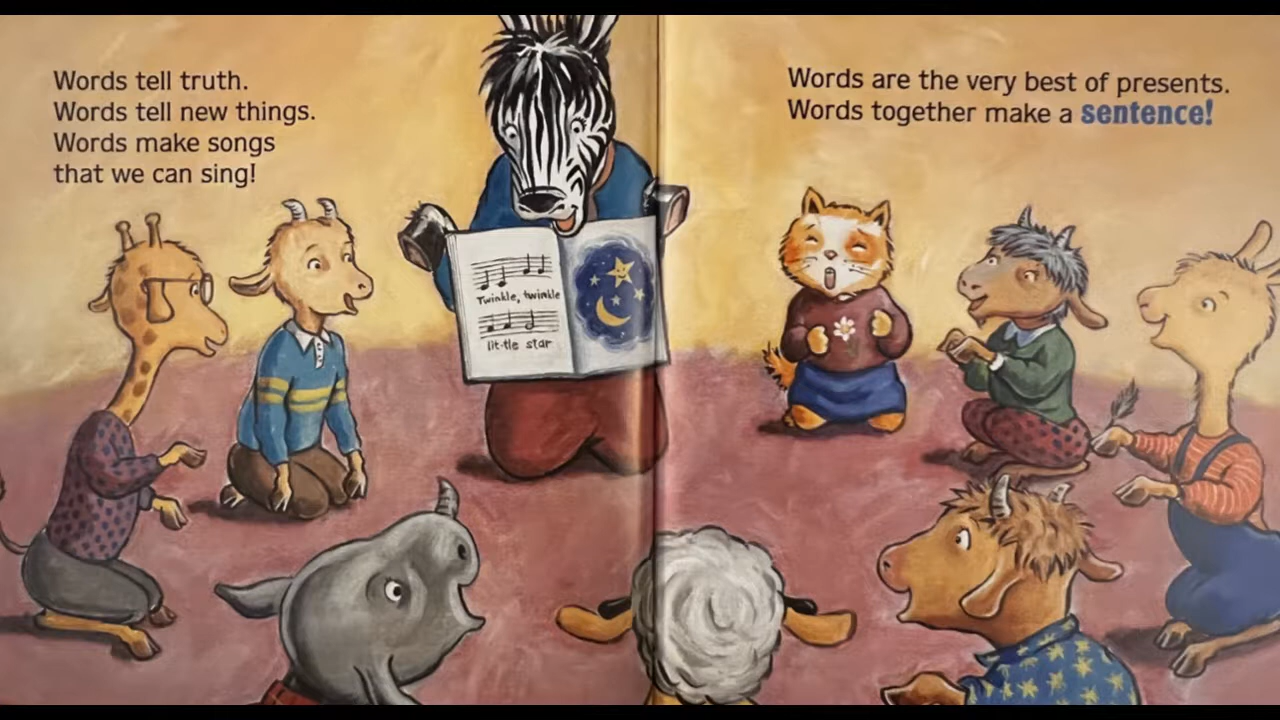 Words tell truth.
Words tell new things.
Words make songs
that we can sing!
Twinkle, twinkle
lit-tle star
Words are the very best of presents.
Words together make a sentence!